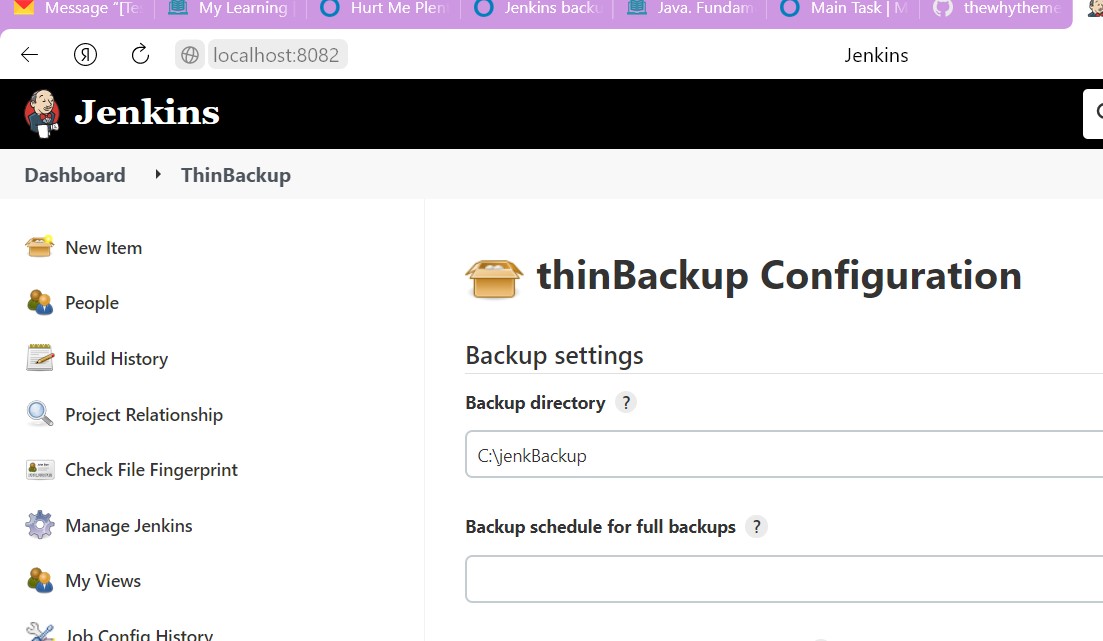 Message "[Te My Learning Hurt Me Plen Jenkins backu Java. Fundam Main Task | M thewhytheme
Я localhost:8082 Jenkins
Jenkins
Dashboard ThinBackup
New Item
People
Build History
Project Relationship
Check File Fingerprint
Manage Jenkins
My Views
Job Config History
thinBackup Configuration
Backup settings
Backup directory ?
C:\jenkBackup
Backup schedule for full backups ?